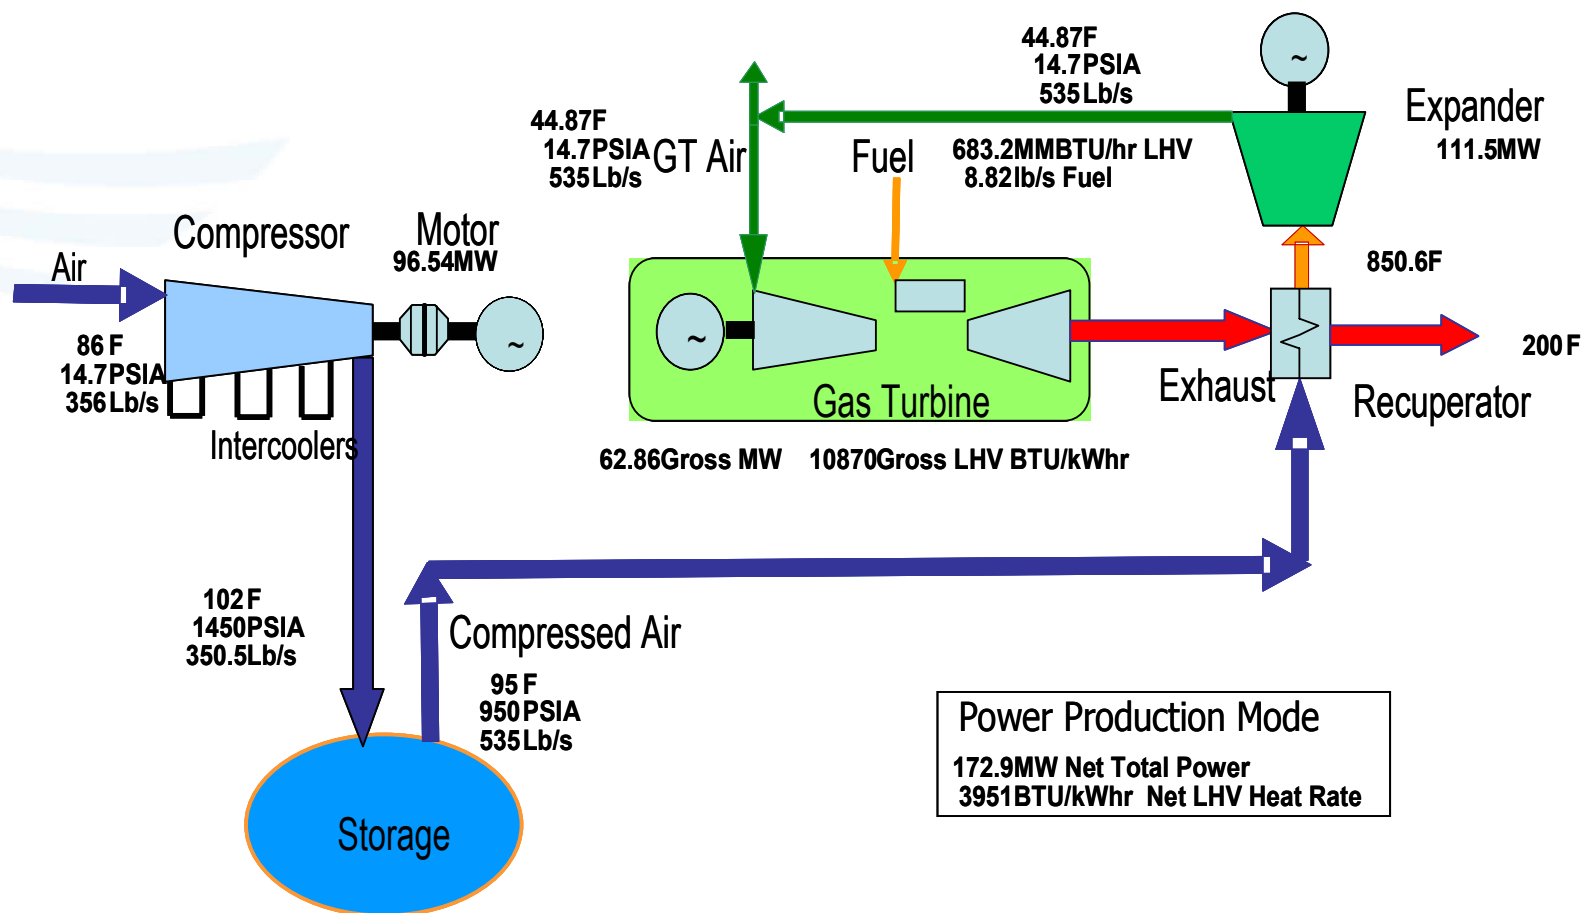 44.87F
14.7PSIA
535Lb/s
~
Expander
111.5MW
44.87F
14.7PSIA
535Lb/s
GT Air
Fuel
683.2MMBTU/hr LHV
8.82lb/s Fuel
Compressor
Motor
96.54MW
Air
850.6F
86F
14.7PSIA
356Lb/s
~
~
200F
Intercoolers
Gas Turbine
Exhaust
Recuperator
62.86Gross MW
10870Gross LHV BTU/kWhr
102F
1450PSIA
350.5Lb/s
Compressed Air
95F
950PSIA
535Lb/s
Storage
Power Production Mode
172.9MW Net Total Power
3951BTU/kWhr Net LHV Heat Rate